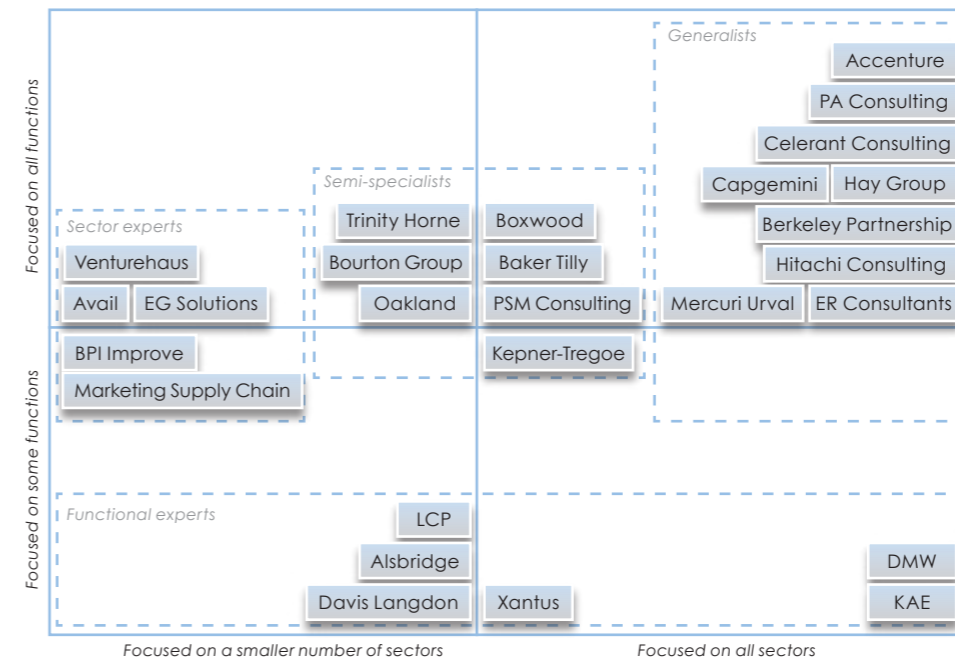 Generalists
Accenture
PA Consulting
Celerant Consulting
Semi-specialists
Capgemini
Hay Group
Sector experts
Trinity Horne
Boxwood
Berkeley Partnership
Venturehaus
Bourton Group
Baker Tilly
Hitachi Consulting
Avail
EG Solutions
Oakland
PSM Consulting
Mercuri Urval
ER Consultants
BPI Improve
Kepner-Tregoe
Marketing Supply Chain
Functional experts
LCP
Alsbridge
DMW
Davis Langdon
Xantus
KAE
Focused on all functions
Focused on some functions
Focused on a smaller number of sectors
Focused on all sectors